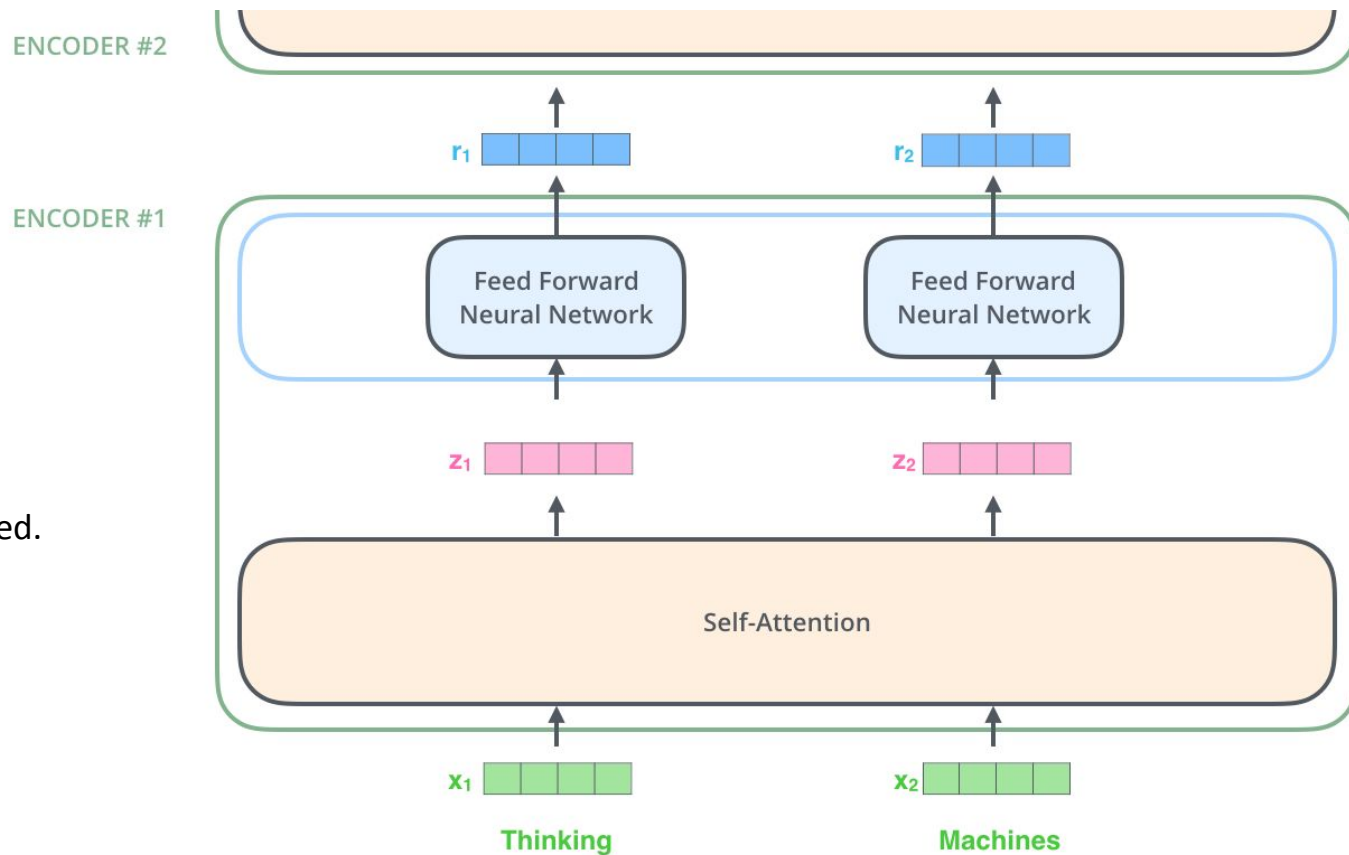 ENCODER #2
r₁
r₂
ENCODER #1
Feed Forward
Neural Network
Feed Forward
Neural Network
z₁
z₂
ed.
Self-Attention
x₁
x₂
Thinking
Machines